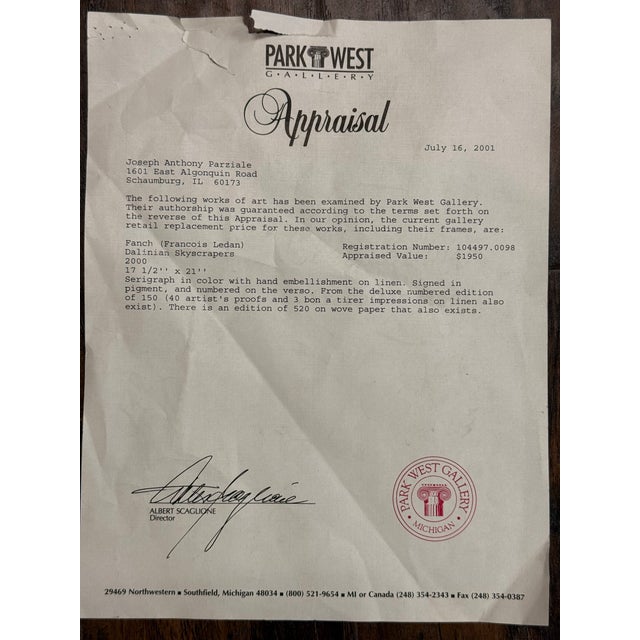 PARK WEST
G•A•L•L•E•R•Y
Appraisal
July 16, 2001
Joseph Anthony Parziale
1601 East Algonquin Road
Schaumburg, IL 60173
The following works of art has been examined by Park West Gallery.
Their authorship was guaranteed according to the terms set forth on
the reverse of this Appraisal. In our opinion, the current gallery
retail replacement price for these works, including their frames, are:
Fanch (Francois Ledan) Registration Number: 104497.0098
Dalinian Skyscrapers Appraised Value: $1950
2000
17 1/2'' x 21''
Serigraph in color with hand embellishment on linen. Signed in
pigment, and numbered on the verso. From the deluxe numbered edition
of 150 (40 artist's proofs and 3 bon a tirer impressions on linen also
exist). There is an edition of 520 on wove paper that also exists.
Albert Scaglione
ALBERT SCAGLIONE
Director
PARK WEST GALLERY
• MICHIGAN •
29469 Northwestern ■ Southfield, Michigan 48034 ■ (800) 521-9654 ■ MI or Canada (248) 354-2343 ■ Fax (248) 354-0387